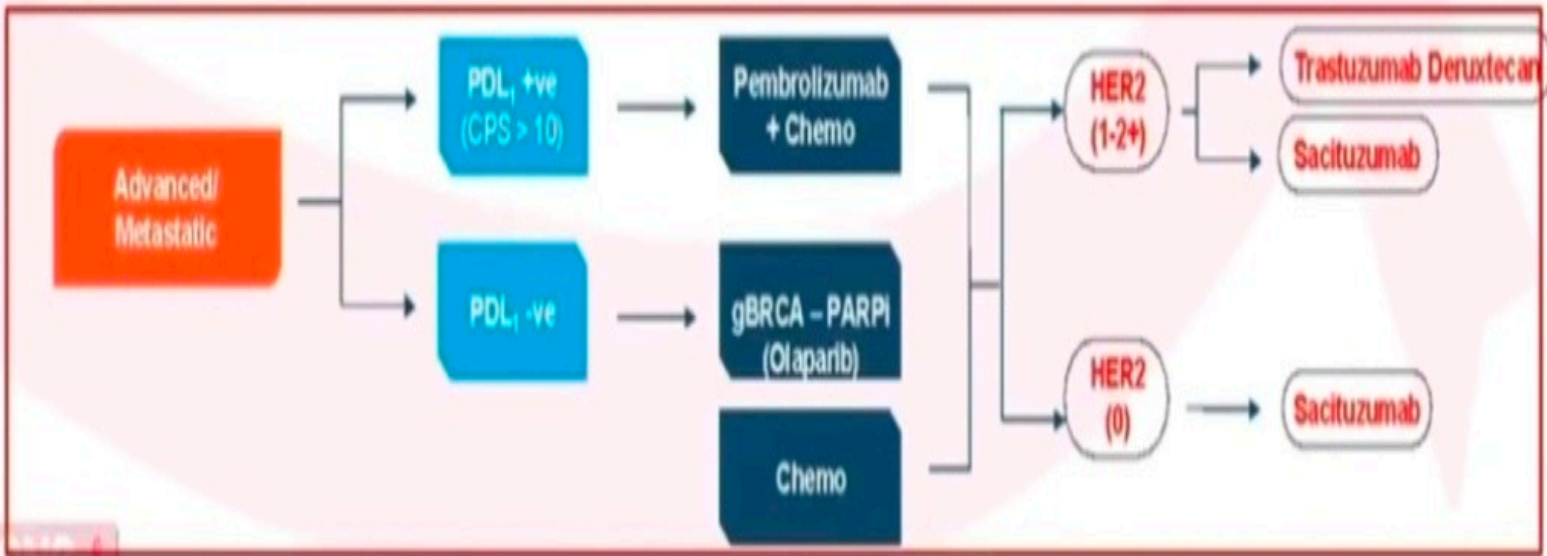 Advanced/
Metastatic
PDL₁ +ve
(CPS > 10)
PDL₁ -ve
Pembrolizumab
+ Chemo
gBRCA – PARPi
(Olaparib)
Chemo
HER2
(1-2+)
HER2
(0)
Trastuzumab Deruxtecan
Sacituzumab
Sacituzumab